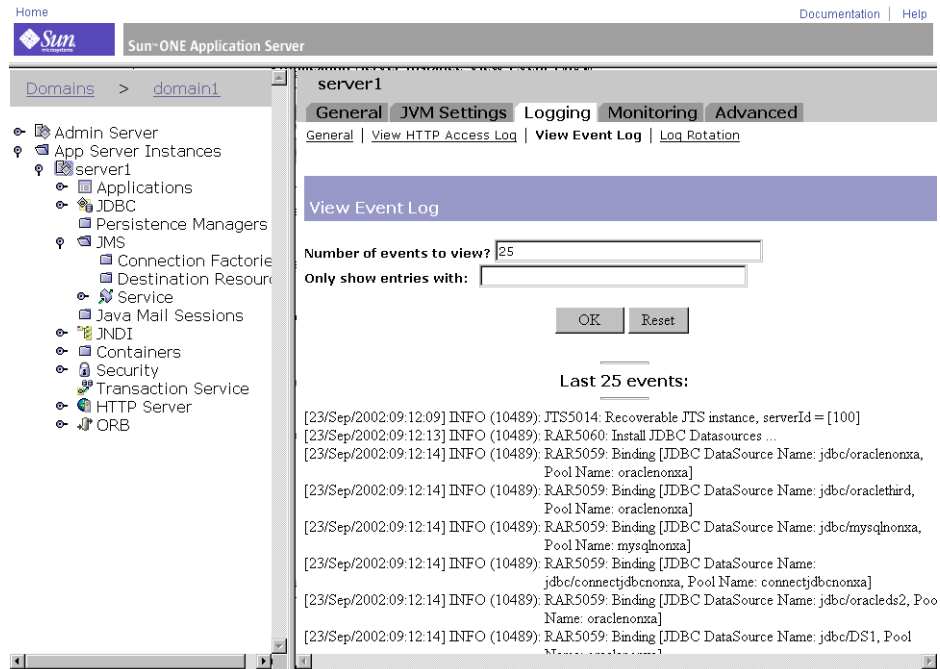 Home
Documentation | Help
Sun microsystems
Sun™ ONE Application Server
Domains > domain1
Admin Server
App Server Instances
server1
Applications
JDBC
Persistence Managers
JMS
Connection Factorie
Destination Resour
Service
Java Mail Sessions
JNDI
Containers
Security
Transaction Service
HTTP Server
ORB
server1
General JVM Settings Logging Monitoring Advanced
General | View HTTP Access Log | View Event Log | Log Rotation
View Event Log
Number of events to view? 25
Only show entries with:
OK Reset
Last 25 events:
[23/Sep/2002:09:12:09] INFO (10489): JTS5014: Recoverable JTS instance, serverId = [100]
[23/Sep/2002:09:12:13] INFO (10489): RAR5060: Install JDBC Datasources ...
[23/Sep/2002:09:12:14] INFO (10489): RAR5059: Binding [JDBC DataSource Name: jdbc/oraclenonxa,
Pool Name: oraclenonxa]
[23/Sep/2002:09:12:14] INFO (10489): RAR5059: Binding [JDBC DataSource Name: jdbc/oraclethird,
Pool Name: oraclenonxa]
[23/Sep/2002:09:12:14] INFO (10489): RAR5059: Binding [JDBC DataSource Name: jdbc/mysqlnonxa,
Pool Name: mysqlnonxa]
[23/Sep/2002:09:12:14] INFO (10489): RAR5059: Binding [JDBC DataSource Name:
jdbc/connectjdbcnonxa, Pool Name: connectjdbcnonxa]
[23/Sep/2002:09:12:14] INFO (10489): RAR5059: Binding [JDBC DataSource Name: jdbc/oracleds2, Poo
Name: oraclenonxa]
[23/Sep/2002:09:12:14] INFO (10489): RAR5059: Binding [JDBC DataSource Name: jdbc/DS1, Pool